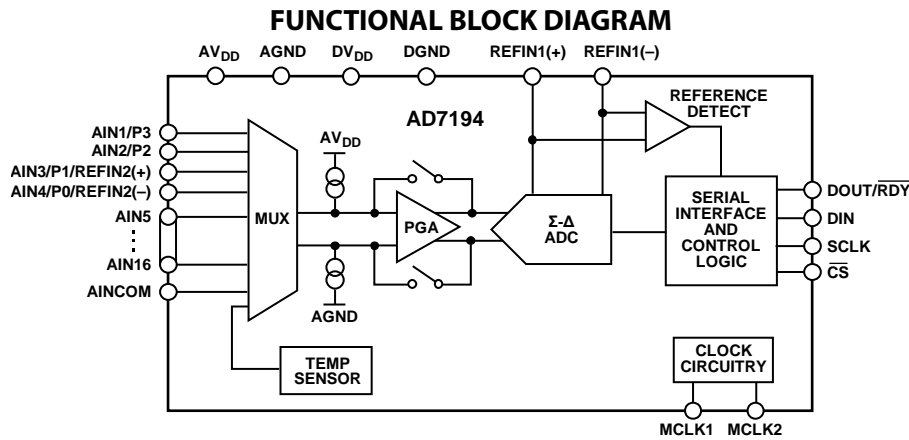 FUNCTIONAL BLOCK DIAGRAM
AVDD AGND DVDD DGND REFIN1(+) REFIN1(–)
REFERENCE
DETECT
AD7194
AIN1/P3
AIN2/P2
AIN3/P1/REFIN2(+)
AIN4/P0/REFIN2(–)
AIN5
AIN16
AINCOM
MUX
AVDD
AGND
PGA
Σ-Δ
ADC
SERIAL
INTERFACE
AND
CONTROL
LOGIC
DOUT/RDY
DIN
SCLK
CS
TEMP
SENSOR
CLOCK
CIRCUITRY
MCLK1 MCLK2